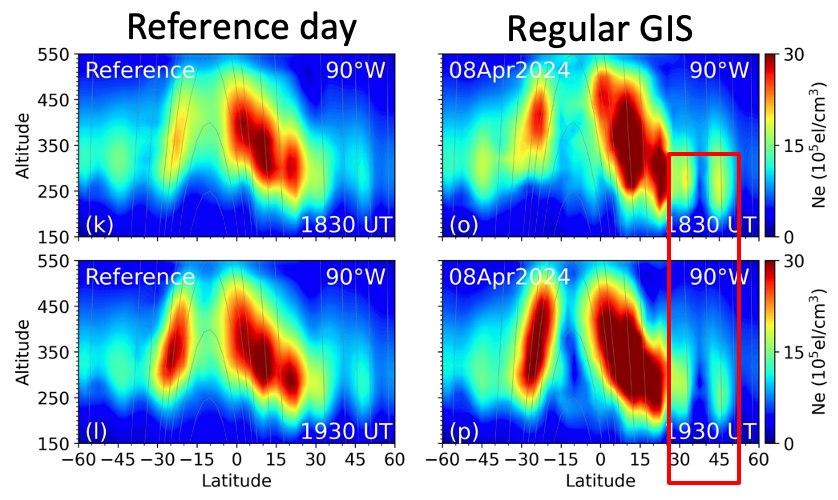 Reference day
Regular GIS
550
450
350
250
150
Altitude
Reference
90°W
(k)
1830 UT
08Apr2024
90°W
(o)
1830 UT
30
15
0
Ne (10⁵el/cm³)
550
450
350
250
150
Altitude
Reference
90°W
(l)
1930 UT
08Apr2024
90°W
(p)
1930 UT
30
15
0
Ne (10⁵el/cm³)
−60 −45 −30 −15 0 15 30 45 60
Latitude
−60 −45 −30 −15 0 15 30 45 60
Latitude